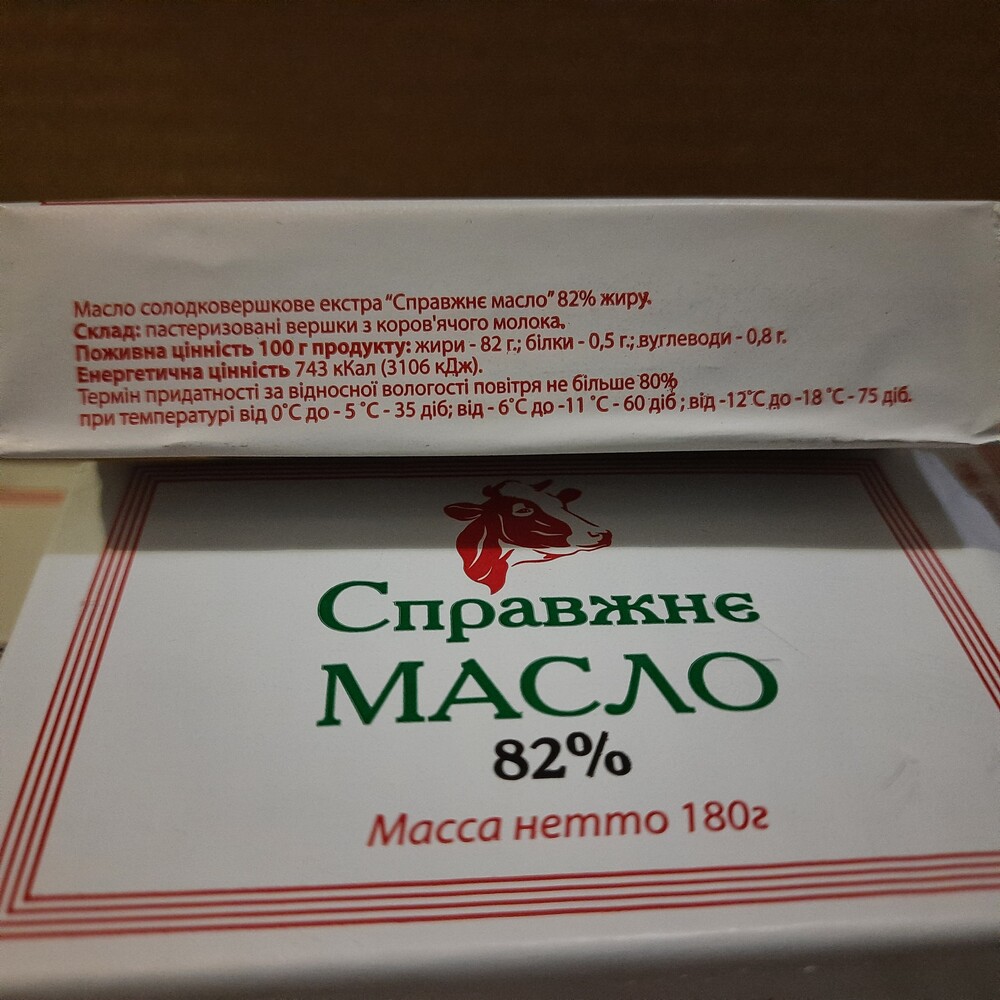 Масло солодковершкове екстра "Справжнє масло" 82% жиру.
Склад: пастеризовані вершки з коров'ячого молока.
Поживна цінність 100 г продукту: жири - 82 г.; білки - 0,5 г.; вуглеводи - 0,8 г.
Енергетична цінність 743 кКал (3106 кДж).
Термін придатності за відносної вологості повітря не більше 80%
при температурі від 0°C до - 5 °C - 35 діб; від - 6°C до -11 °C - 60 діб ; від -12°C до -18 °C - 75 діб.
Справжнє
МАСЛО
82%
Масса нетто 180г